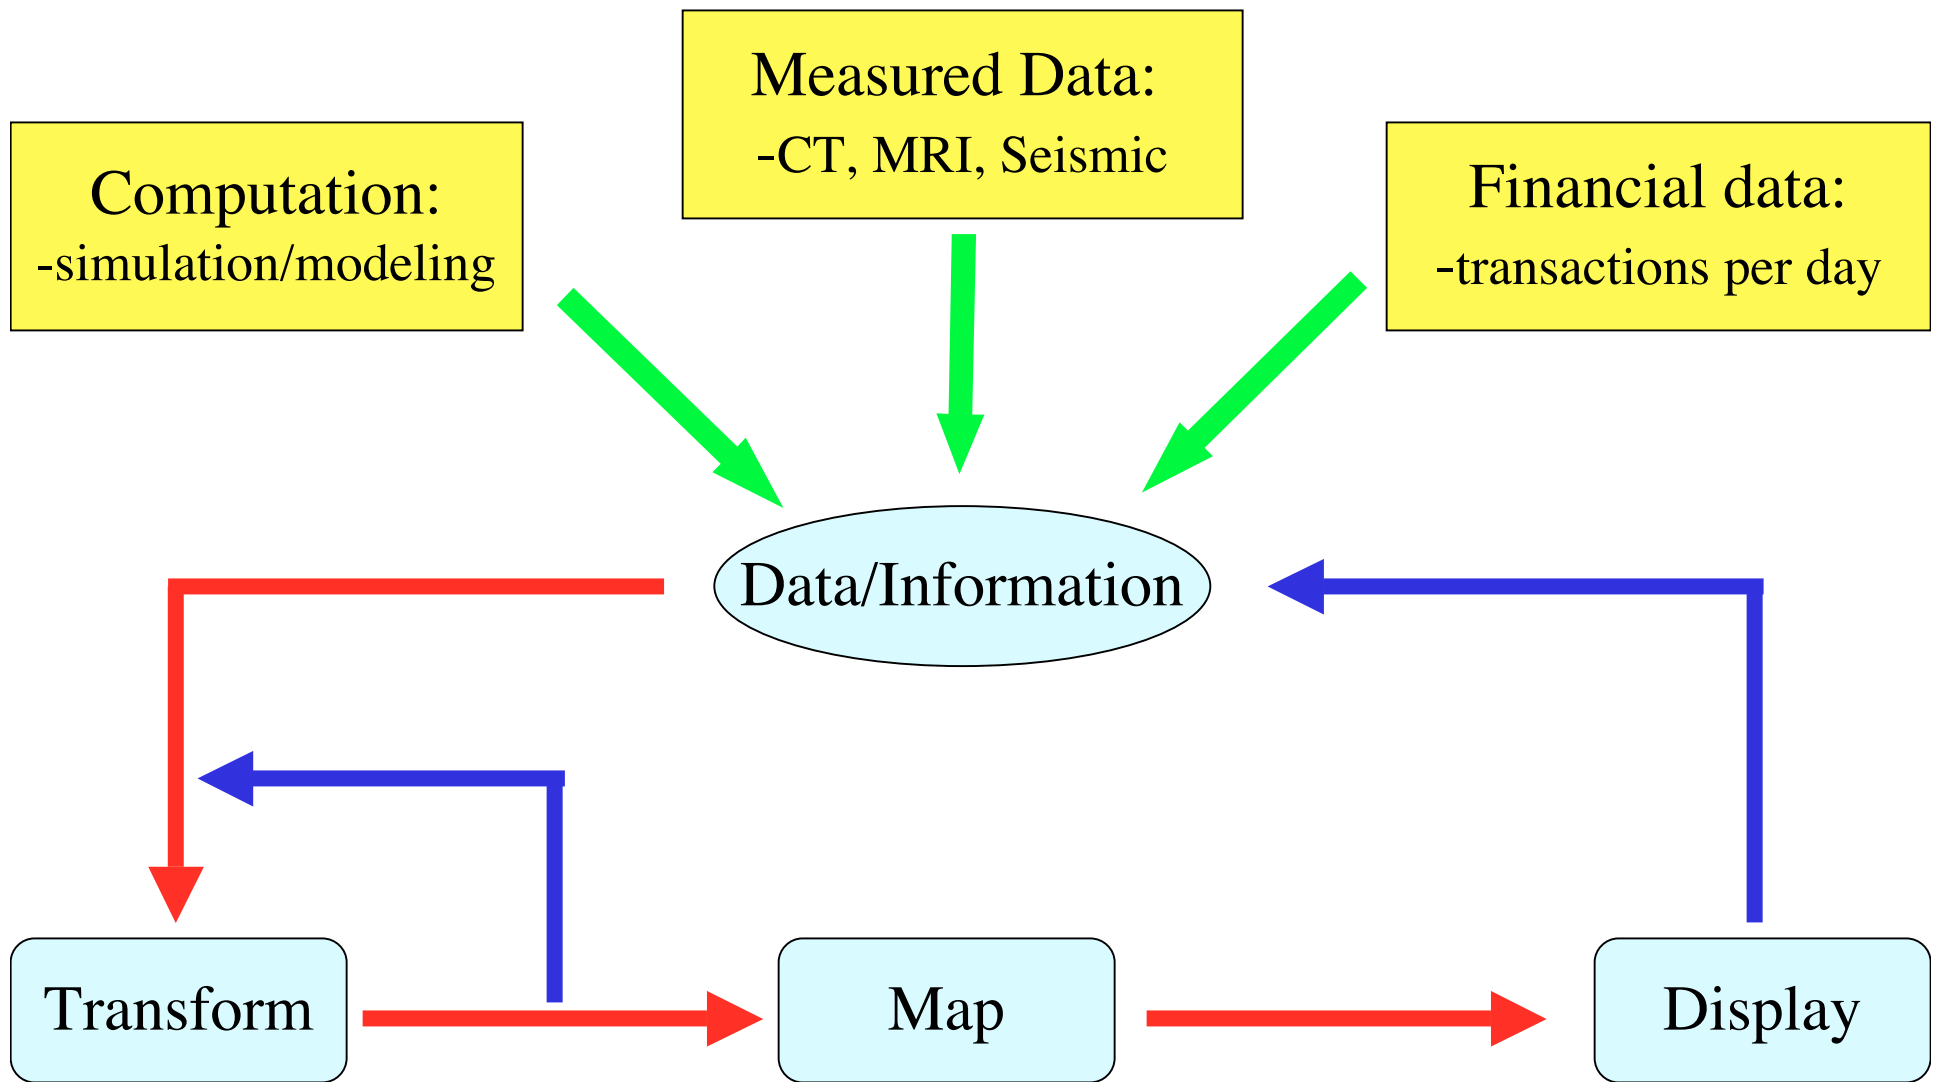 Measured Data:
-CT, MRI, Seismic
Computation:
-simulation/modeling
Financial data:
-transactions per day
Data/Information
Transform
Map
Display